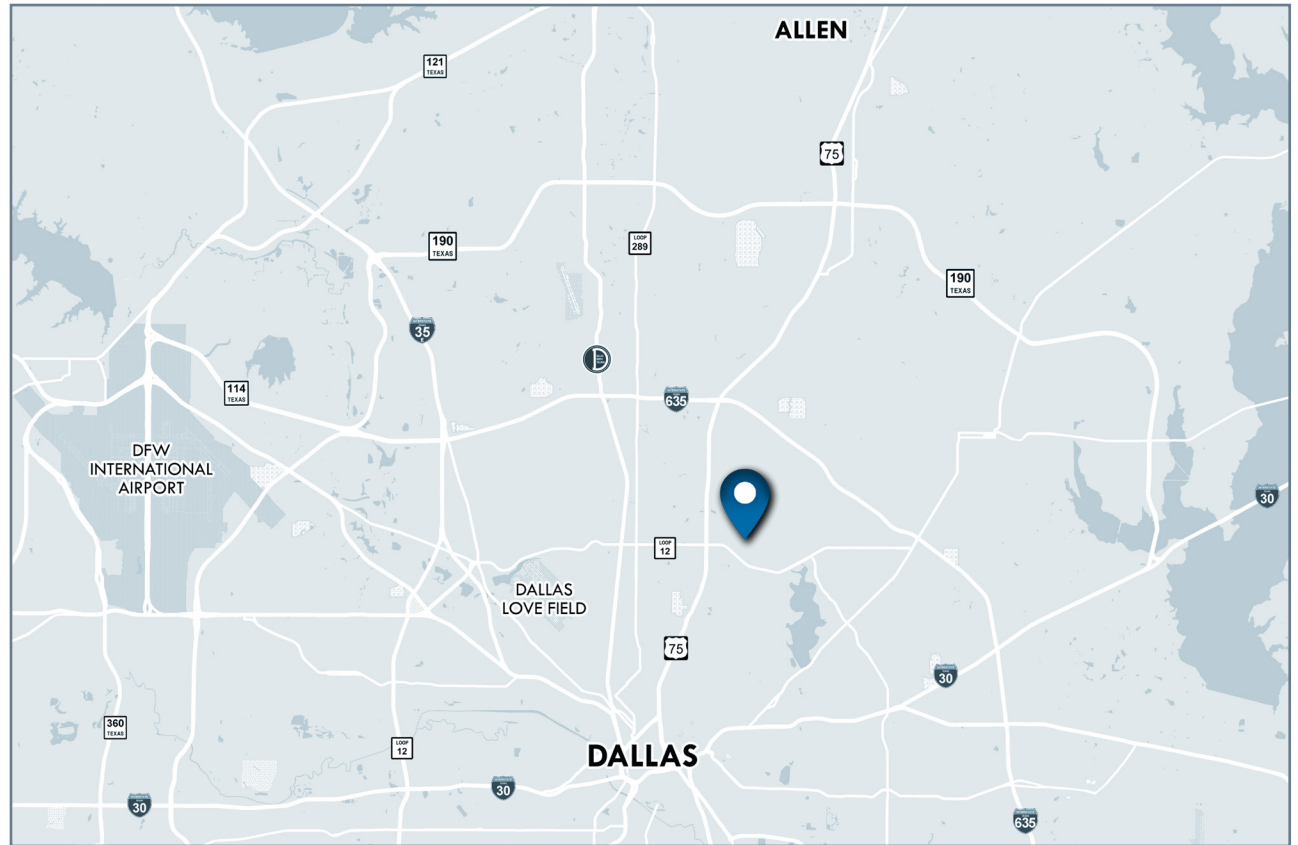 ALLEN
121
TEXAS
75
190
TEXAS
LOOP
289
190
TEXAS
35
E
D
114
TEXAS
635
DFW
INTERNATIONAL
AIRPORT
30
LOOP
12
DALLAS
LOVE FIELD
75
30
360
TEXAS
LOOP
12
DALLAS
30
30
635